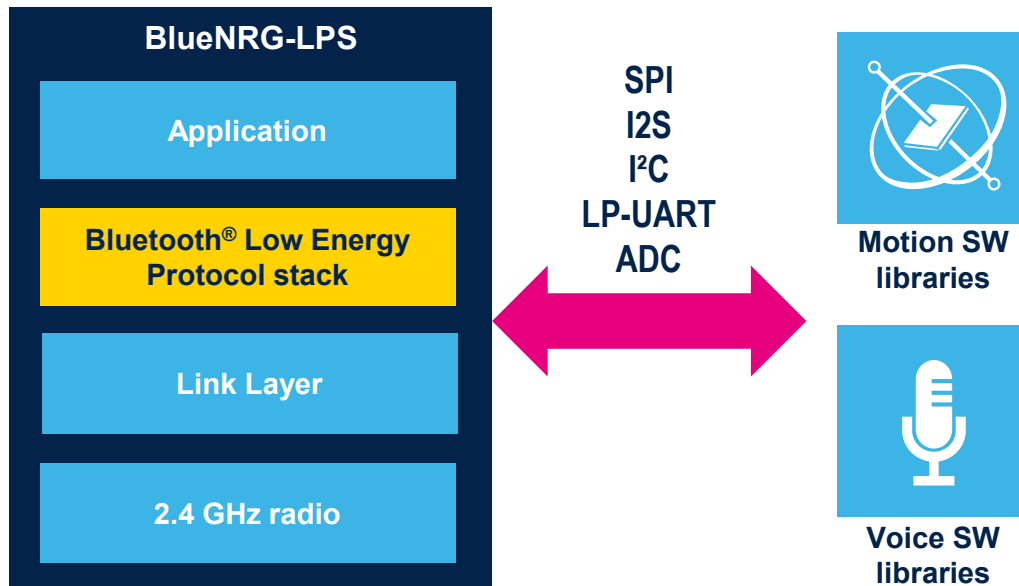 BlueNRG-LPS
Application
Bluetooth® Low Energy
Protocol stack
Link Layer
2.4 GHz radio
SPI
I2S
I²C
LP-UART
ADC
Motion SW
libraries
Voice SW
libraries